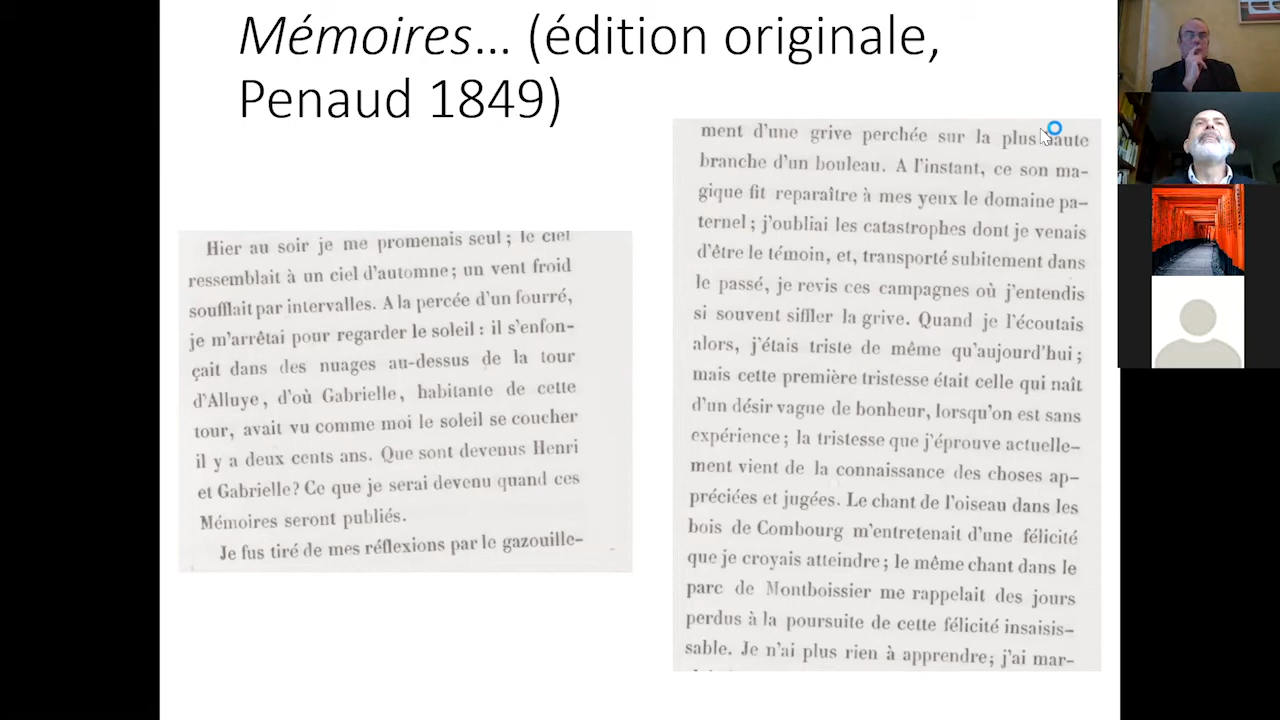 Mémoires... (édition originale,
Penaud 1849)
Hier au soir je me promenais seul ; le ciel
ressemblait à un ciel d'automne ; un vent froid
soufflait par intervalles. A la percée d'un fourré,
je m'arrêtai pour regarder le soleil : il s'enfon-
çait dans des nuages au-dessus de la tour
d'Alluye, d'où Gabrielle, habitante de cette
tour, avait vu comme moi le soleil se coucher
il y a deux cents ans. Que sont devenus Henri
et Gabrielle? Ce que je serai devenu quand ces
Mémoires seront publiés.
Je fus tiré de mes réflexions par le gazouille-
ment d'une grive perchée sur la plus haute
branche d'un bouleau. A l'instant, ce son ma-
gique fit reparaître à mes yeux le domaine pa-
ternel ; j'oubliai les catastrophes dont je venais
d'être le témoin, et, transporté subitement dans
le passé, je revis ces campagnes où j'entendis
si souvent siffler la grive. Quand je l'écoutais
alors, j'étais triste de même qu'aujourd'hui ;
mais cette première tristesse était celle qui naît
d'un désir vague de bonheur, lorsqu'on est sans
expérience ; la tristesse que j'éprouve actuelle-
ment vient de la connaissance des choses ap-
préciées et jugées. Le chant de l'oiseau dans les
bois de Combourg m'entretenait d'une félicité
que je croyais atteindre ; le même chant dans le
parc de Montboissier me rappelait des jours
perdus à la poursuite de cette félicité insaisis-
sable. Je n'ai plus rien à apprendre ; j'ai mar-